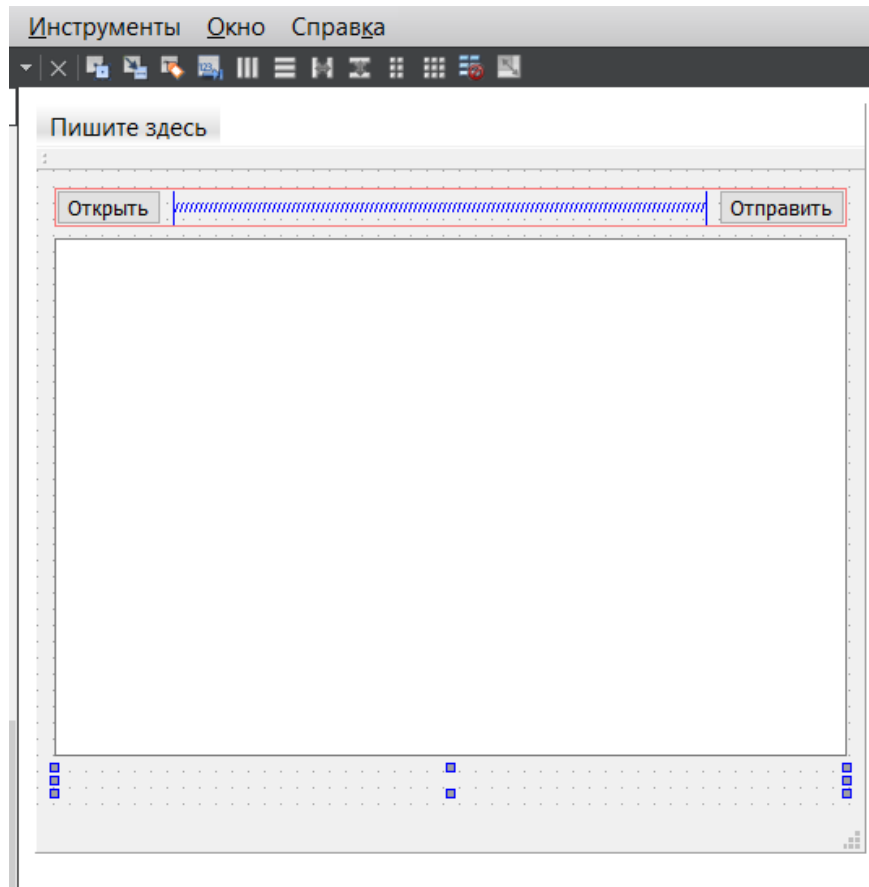 Инструменты Окно Справка
Пишите здесь
Открыть Отправить